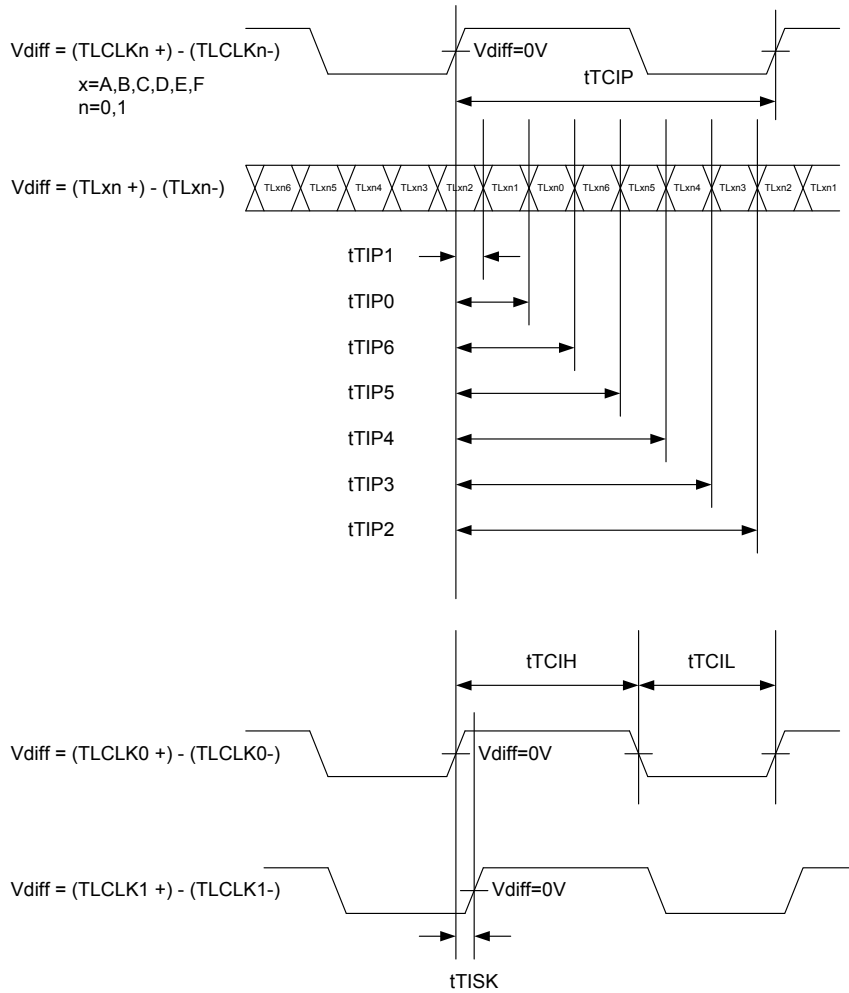 Vdiff = (TLCLKn +) - (TLCLKn-)
Vdiff=0V
x=A,B,C,D,E,F
n=0,1
tTCIP
Vdiff = (TLxn +) - (TLxn-)
TLxn6 TLxn5 TLxn4 TLxn3 TLxn2 TLxn1 TLxn0 TLxn6 TLxn5 TLxn4 TLxn3 TLxn2 TLxn1
tTIP1
tTIP0
tTIP6
tTIP5
tTIP4
tTIP3
tTIP2
tTCIH tTCIL
Vdiff = (TLCLK0 +) - (TLCLK0-)
Vdiff=0V
Vdiff = (TLCLK1 +) - (TLCLK1-)
Vdiff=0V
tTISK